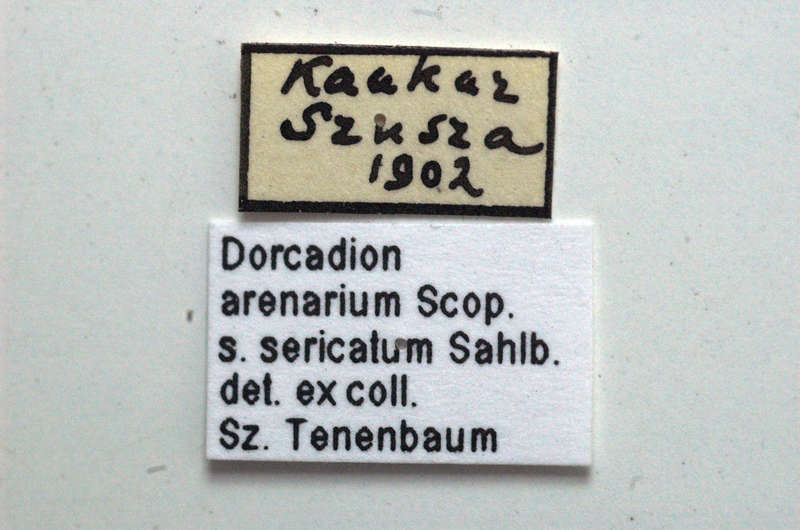 Kaukaz
Szusza
1902
Dorcadion
arenarium Scop.
s. sericatum Sahlb.
det. ex coll.
Sz. Tenenbaum